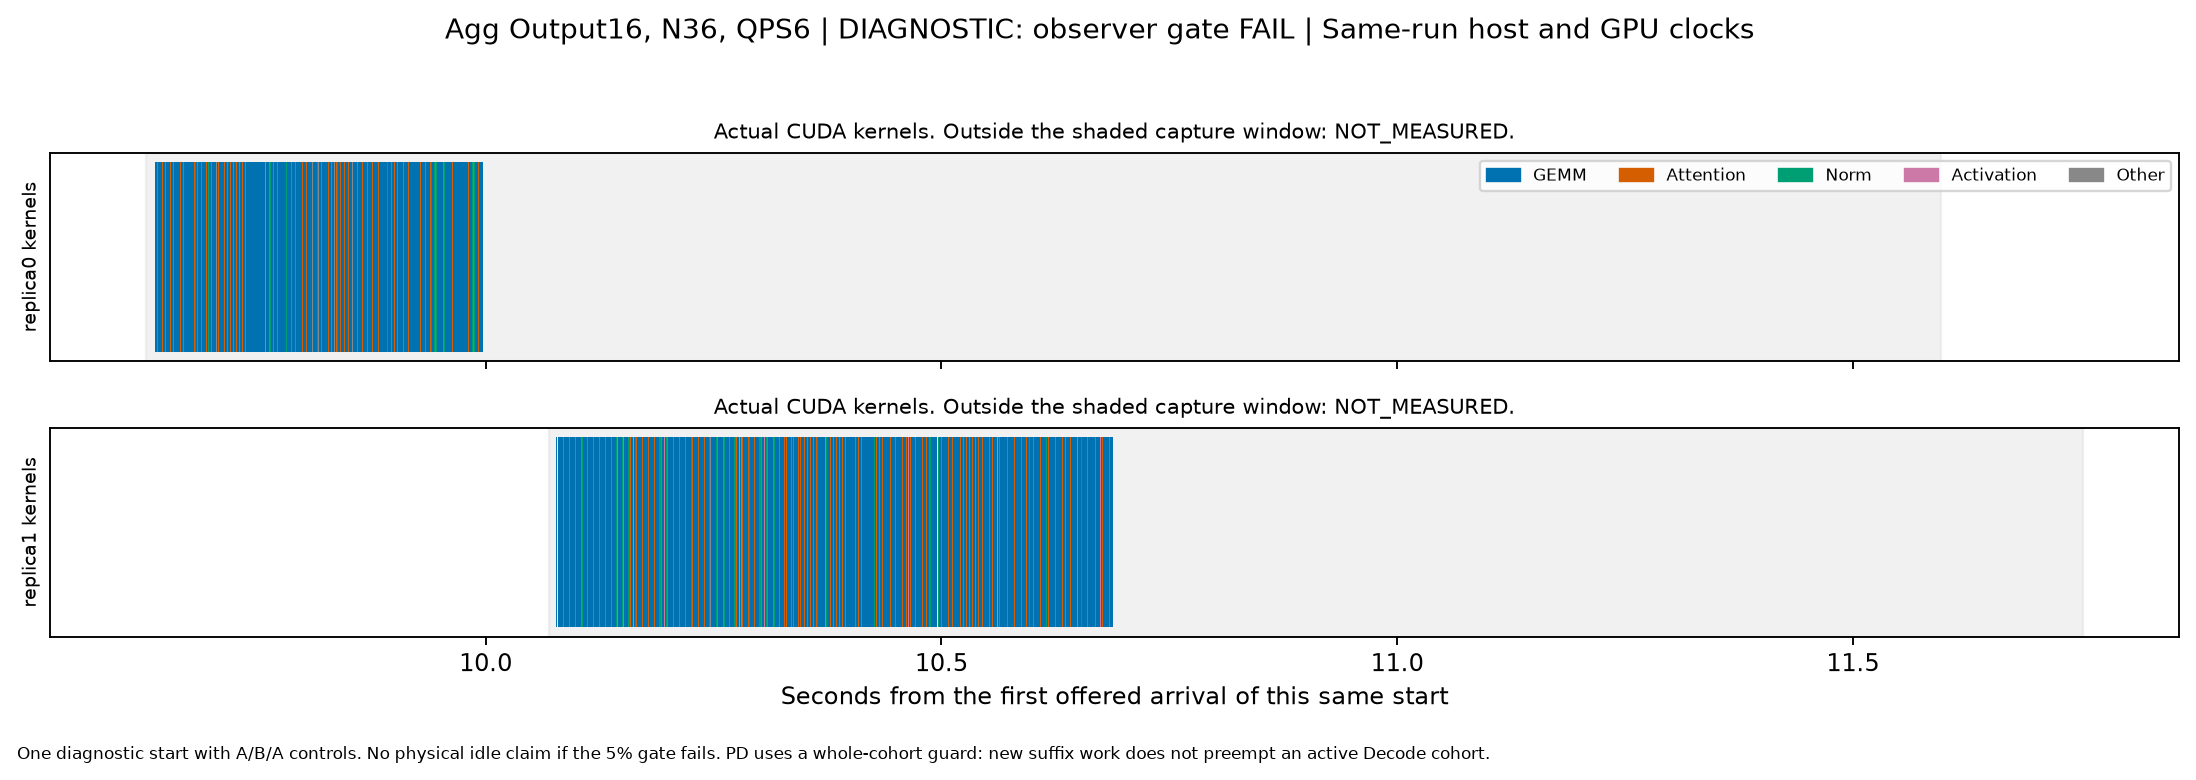 Agg Output16, N36, QPS6 | DIAGNOSTIC: observer gate FAIL | Same-run host and GPU clocks
Actual CUDA kernels. Outside the shaded capture window: NOT_MEASURED.
replica0 kernels
GEMM Attention Norm Activation Other
Actual CUDA kernels. Outside the shaded capture window: NOT_MEASURED.
replica1 kernels
10.0 10.5 11.0 11.5
Seconds from the first offered arrival of this same start
One diagnostic start with A/B/A controls. No physical idle claim if the 5% gate fails. PD uses a whole-cohort guard: new suffix work does not preempt an active Decode cohort.